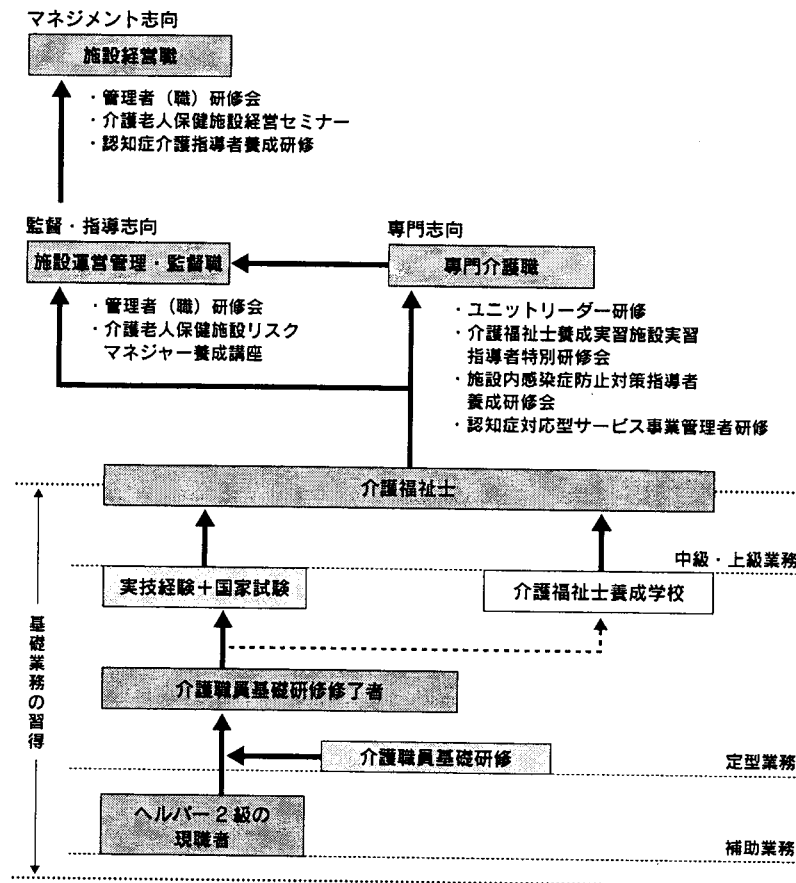 マネジメント志向
施設経営職
・管理者（職）研修会
・介護老人保健施設経営セミナー
・認知症介護指導者養成研修
監督・指導志向
施設運営管理・監督職
・管理者（職）研修会
・介護老人保健施設リスク
マネジャー養成講座
専門志向
専門介護職
・ユニットリーダー研修
・介護福祉士養成実習施設実習
指導者特別研修会
・施設内感染症防止対策指導者
養成研修会
・認知症対応型サービス事業管理者研修
介護福祉士
中級・上級業務
実技経験＋国家試験
介護福祉士養成学校
基礎業務の習得
介護職員基礎研修修了者
介護職員基礎研修
定型業務
ヘルパー２級の
現職者
補助業務